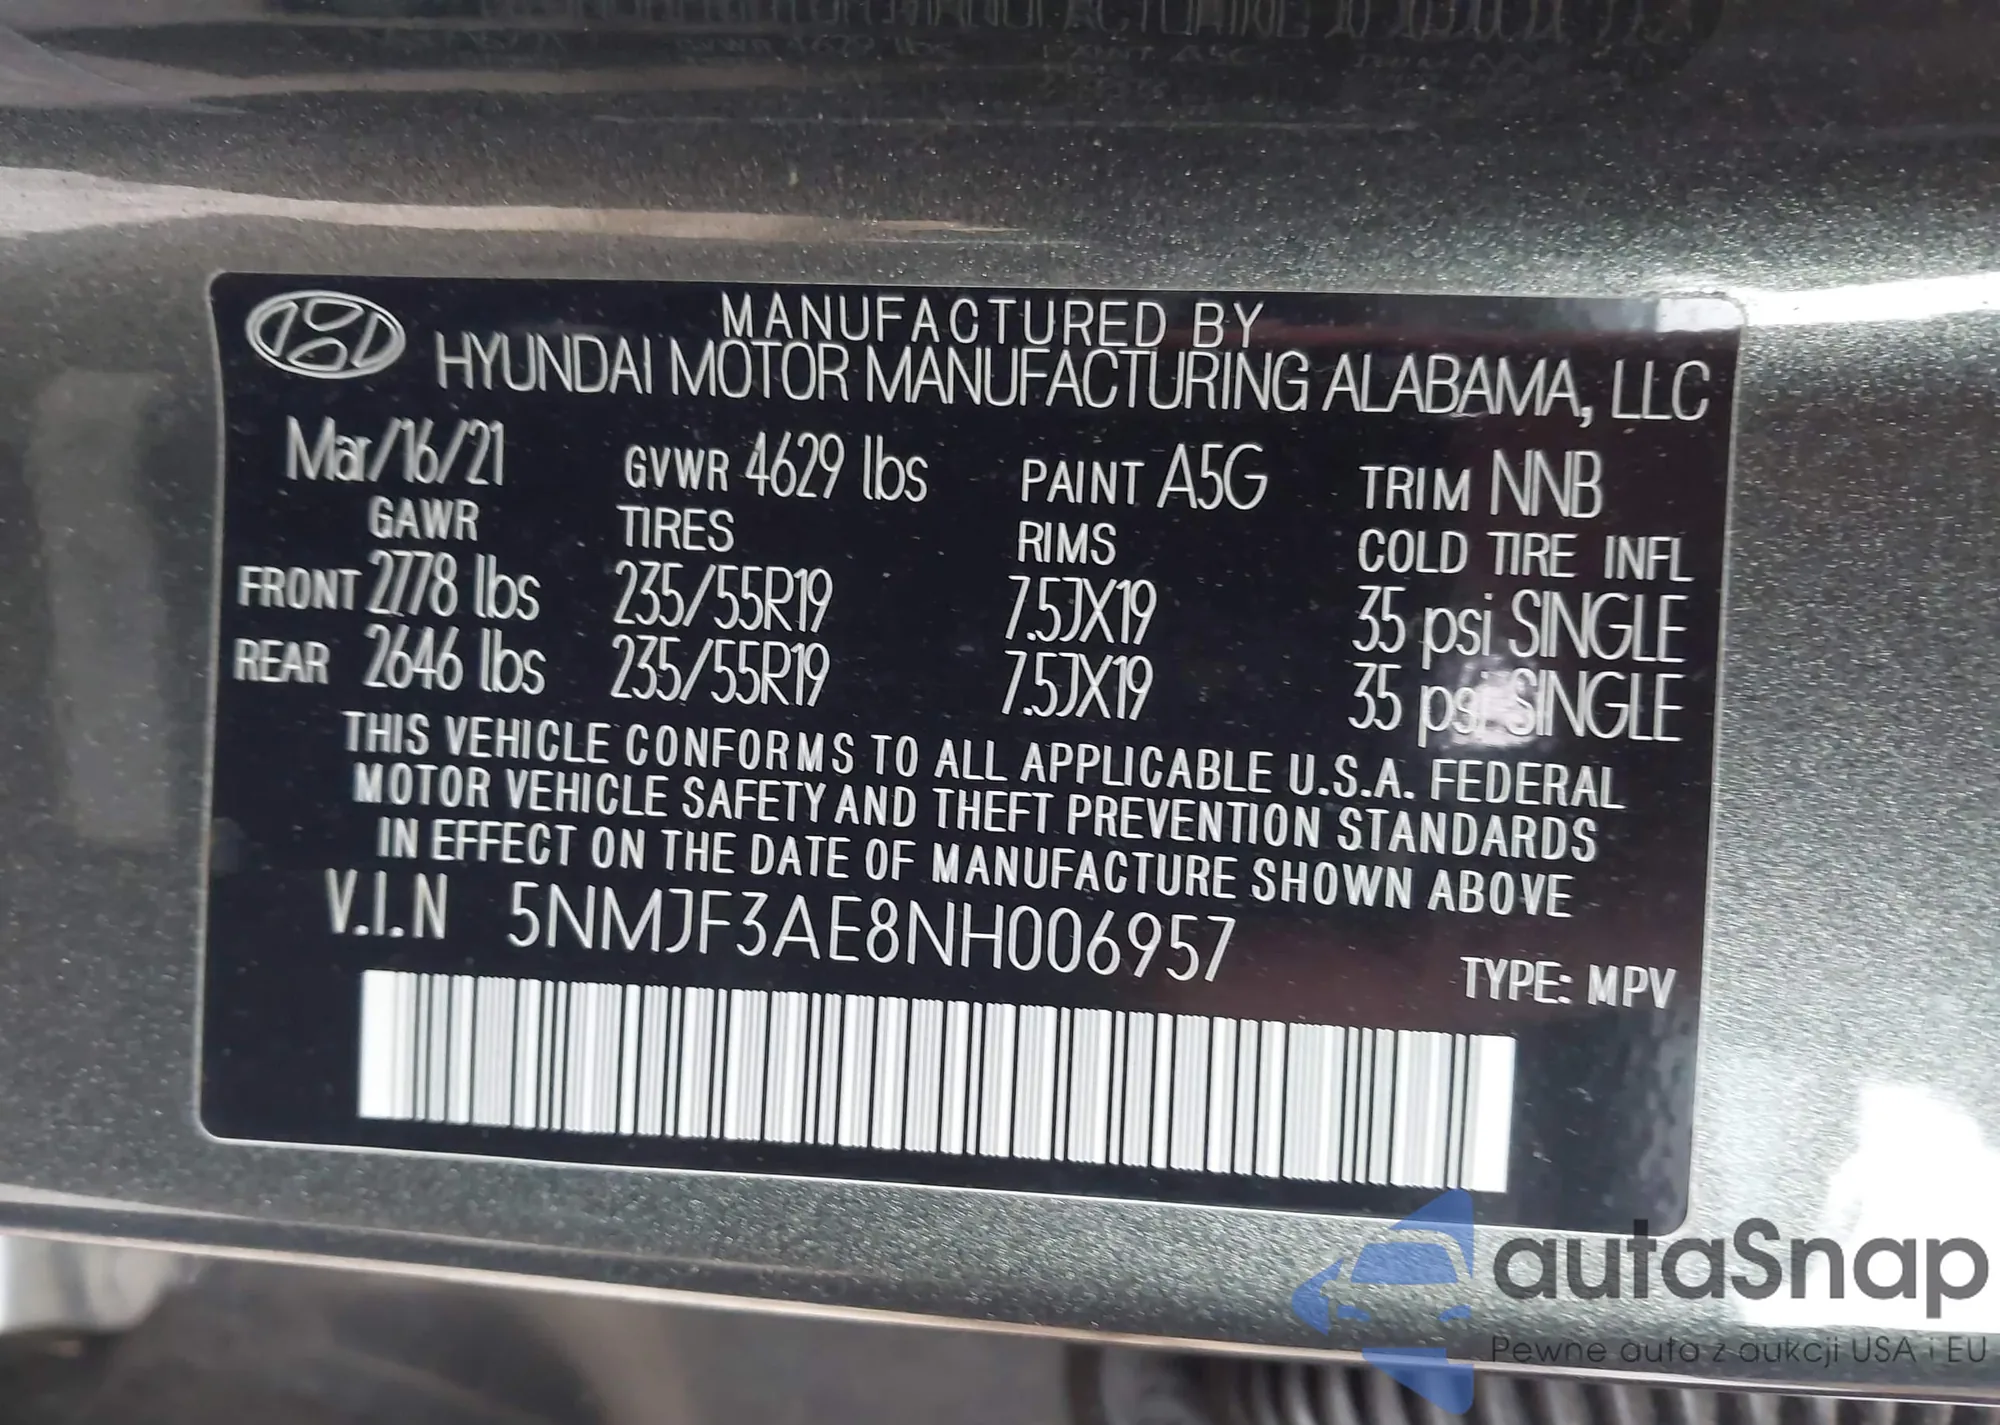 MANUFACTURED BY
HYUNDAI MOTOR MANUFACTURING ALABAMA, LLC
Mar/16/21 GVWR 4629 lbs PAINT A5G TRIM NNB
GAWR TIRES RIMS COLD TIRE INFL
FRONT 2778 lbs 235/55R19 7.5JX19 35 psi SINGLE
REAR 2646 lbs 235/55R19 7.5JX19 35 psi SINGLE
THIS VEHICLE CONFORMS TO ALL APPLICABLE U.S.A. FEDERAL
MOTOR VEHICLE SAFETY AND THEFT PREVENTION STANDARDS
IN EFFECT ON THE DATE OF MANUFACTURE SHOWN ABOVE
V.I.N 5NMJF3AE8NH006957
TYPE: MPV
autaSnap
Pewne auta z aukcji USA i EU